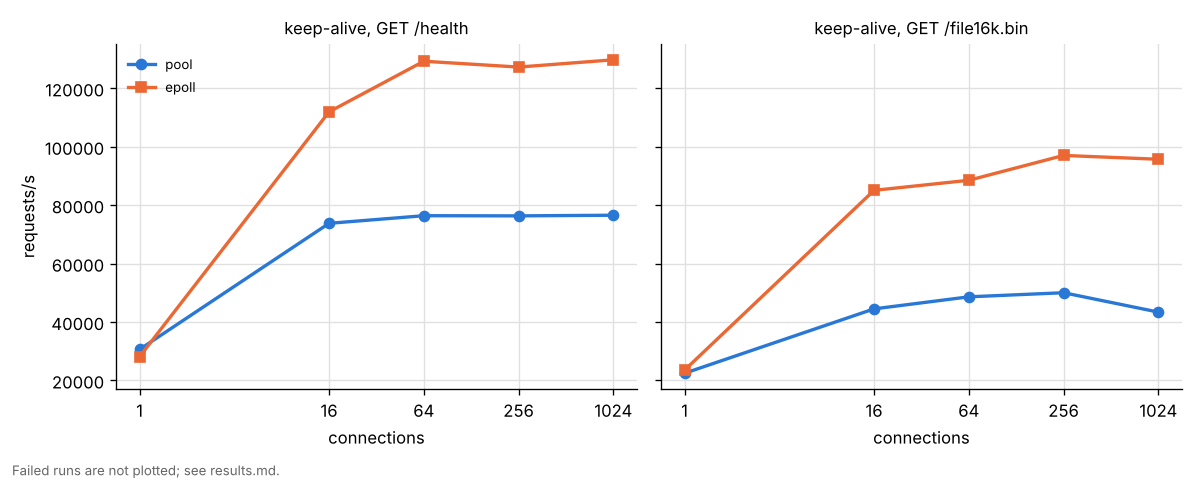 keep-alive, GET /health
pool
epoll
120000
100000
80000
60000
40000
20000
requests/s
1 16 64 256 1024
connections
keep-alive, GET /file16k.bin
1 16 64 256 1024
connections
Failed runs are not plotted; see results.md.